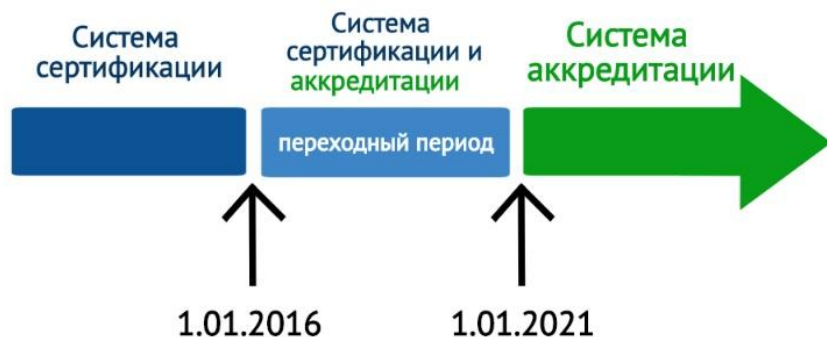 Система
сертификации
Система
сертификации и
аккредитации
Система
аккредитации
переходный период
1.01.2016
1.01.2021